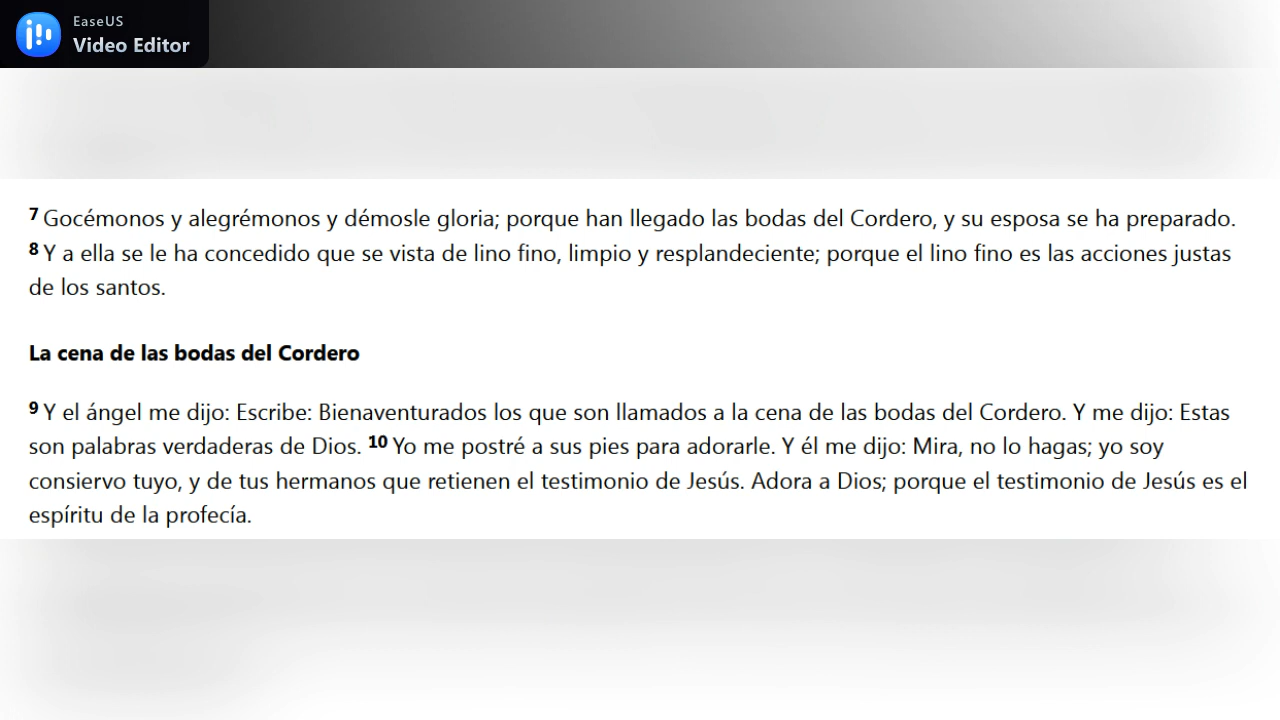 EaseUS
Video Editor
7 Gocémonos y alegrémonos y démosle gloria; porque han llegado las bodas del Cordero, y su esposa se ha preparado.
8 Y a ella se le ha concedido que se vista de lino fino, limpio y resplandeciente; porque el lino fino es las acciones justas
de los santos.
La cena de las bodas del Cordero
9 Y el ángel me dijo: Escribe: Bienaventurados los que son llamados a la cena de las bodas del Cordero. Y me dijo: Estas
son palabras verdaderas de Dios. 10 Yo me postré a sus pies para adorarle. Y él me dijo: Mira, no lo hagas; yo soy
consiervo tuyo, y de tus hermanos que retienen el testimonio de Jesús. Adora a Dios; porque el testimonio de Jesús es el
espíritu de la profecía.